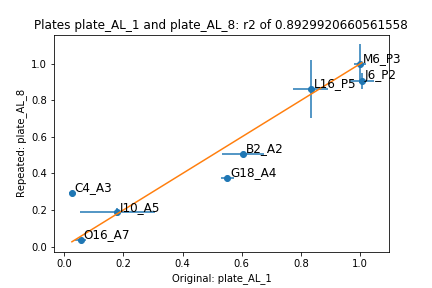 Plates plate_AL_1 and plate_AL_8: r2 of 0.8929920660561558
M6_P3
J6_P2
L16_P5
B2_A2
G18_A4
C4_A3
I10_A5
O16_A7
1.0
0.8
0.6
0.4
0.2
0.0
Repeated: plate_AL_8
0.0 0.2 0.4 0.6 0.8 1.0
Original: plate_AL_1